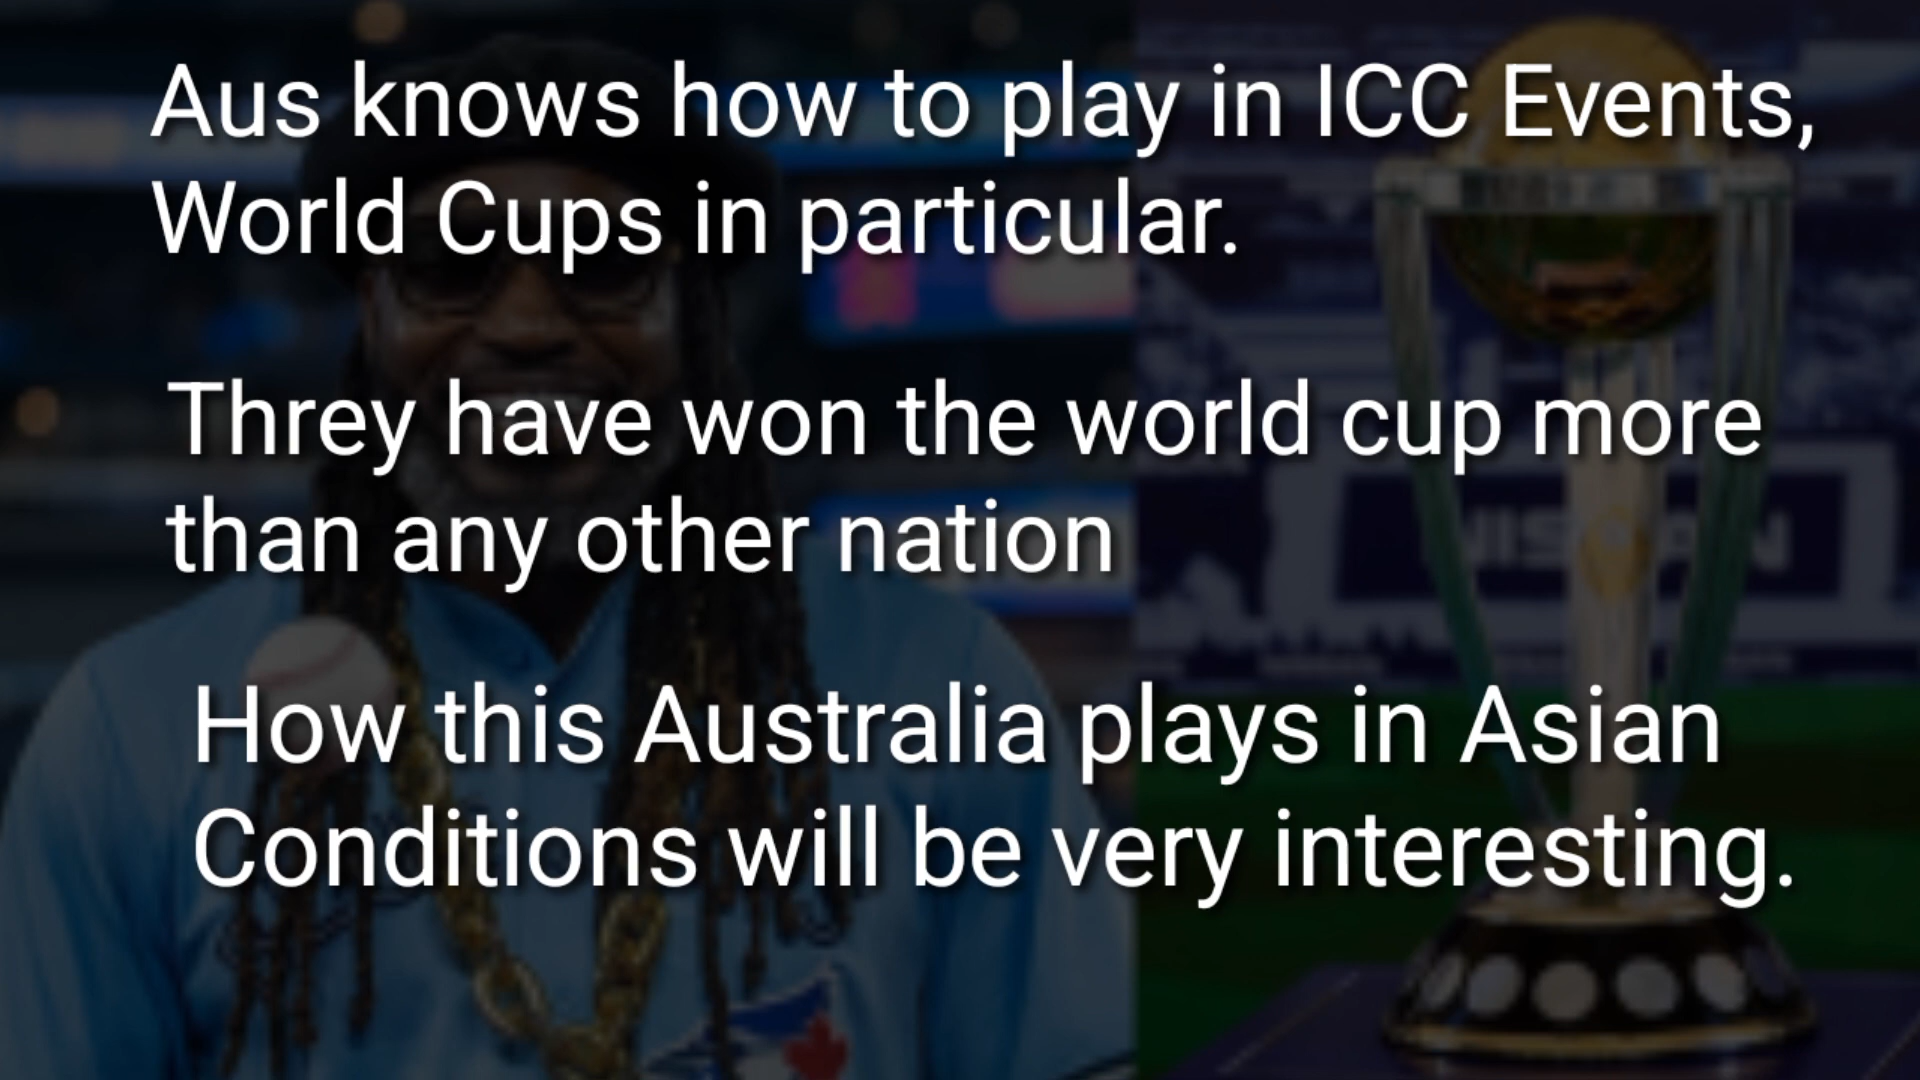 Aus knows how to play in ICC Events,
World Cups in particular.
Threy have won the world cup more
than any other nation
How this Australia plays in Asian
Conditions will be very interesting.